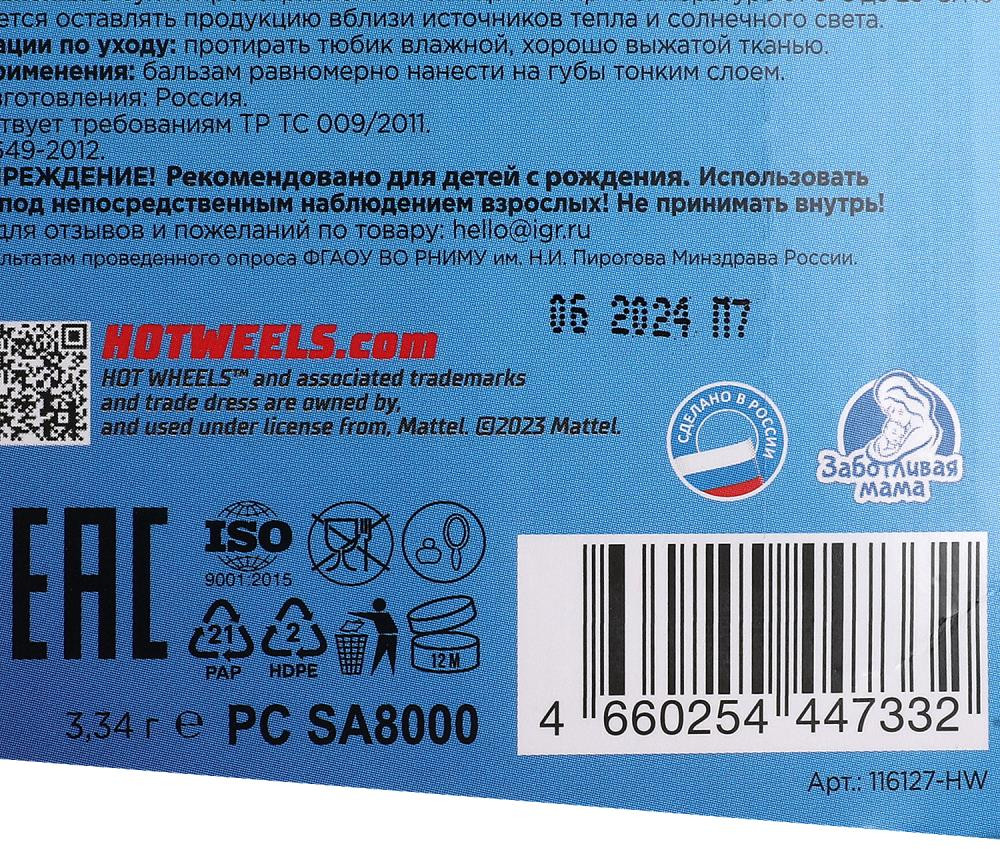 ется оставлять продукцию вблизи источников тепла и солнечного света.
ации по уходу: протирать тюбик влажной, хорошо выжатой тканью.
рименения: бальзам равномерно нанести на губы тонким слоем.
зготовления: Россия.
твует требованиям ТР ТС 009/2011.
649-2012.
ПРЕЖДЕНИЕ! Рекомендовано для детей с рождения. Использовать
под непосредственным наблюдением взрослых! Не принимать внутрь!
для отзывов и пожеланий по товару: hello@igr.ru
льтатам проведенного опроса ФГАОУ ВО РНИМУ им. Н.И. Пирогова Минздрава России.
06 2024 П7
HOTWEELS.com
HOT WHEELS™ and associated trademarks
and trade dress are owned by,
and used under license from, Mattel. ©2023 Mattel.
СДЕЛАНО В РОССИИ
Заботливая
мама
ЕАС
ISO
9001:2015
21
PAP
2
HDPE
12 M
3,34 г ℮ PC SA8000
4 660254 447332
Арт.: 116127-HW